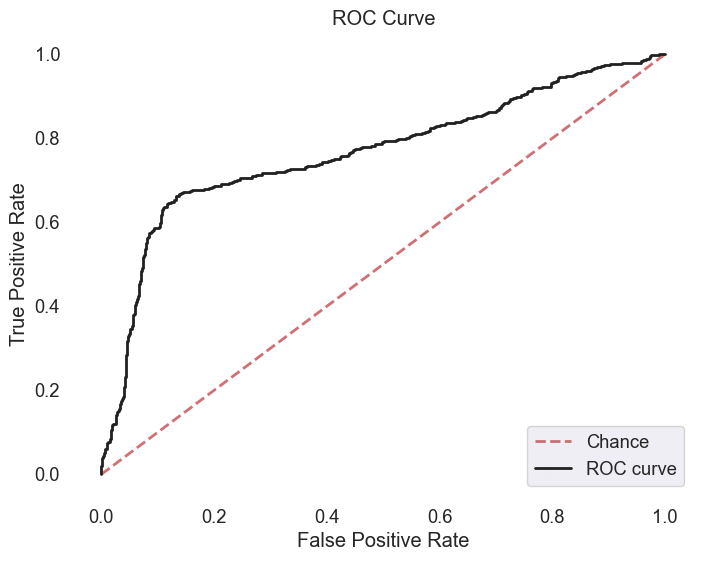 ROC Curve
1.0
0.8
0.6
0.4
0.2
0.0
True Positive Rate
0.0 0.2 0.4 0.6 0.8 1.0
False Positive Rate
Chance
ROC curve